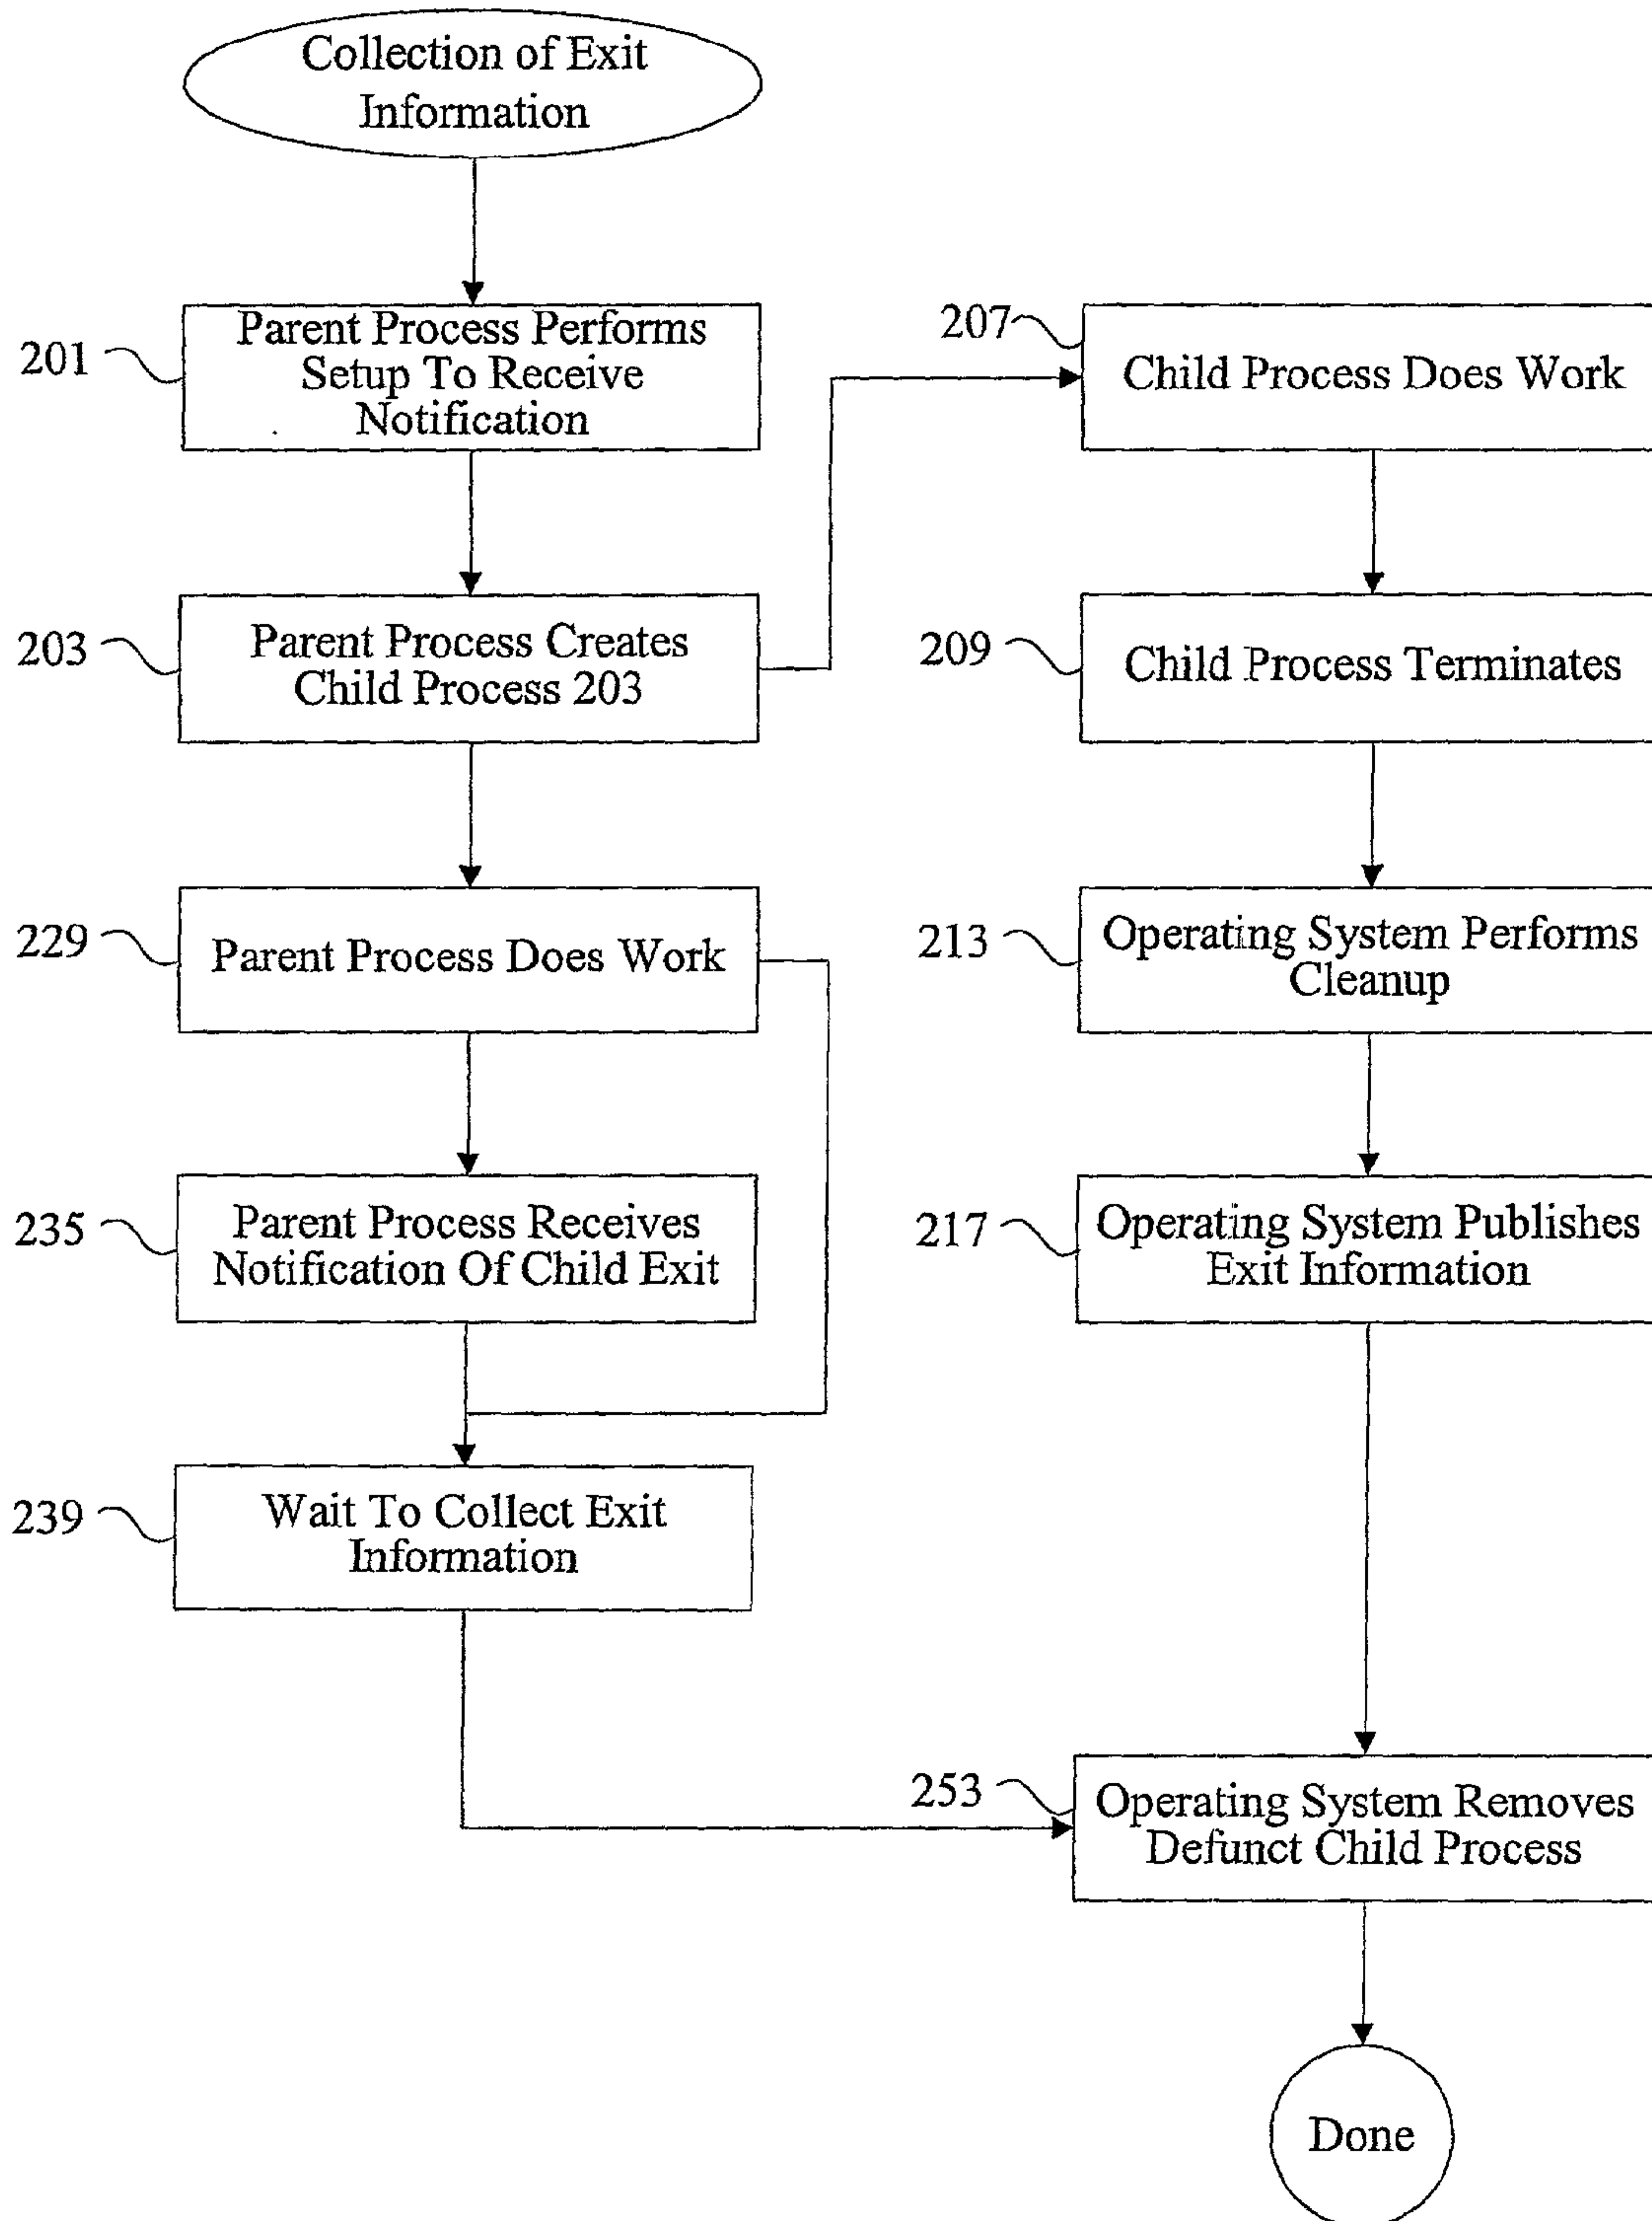 Collection of Exit
Information
201
Parent Process Performs
Setup To Receive
Notification
203
Parent Process Creates
Child Process 203
229
Parent Process Does Work
235
Parent Process Receives
Notification Of Child Exit
239
Wait To Collect Exit
Information
207
Child Process Does Work
209
Child Process Terminates
213
Operating System Performs
Cleanup
217
Operating System Publishes
Exit Information
253
Operating System Removes
Defunct Child Process
Done